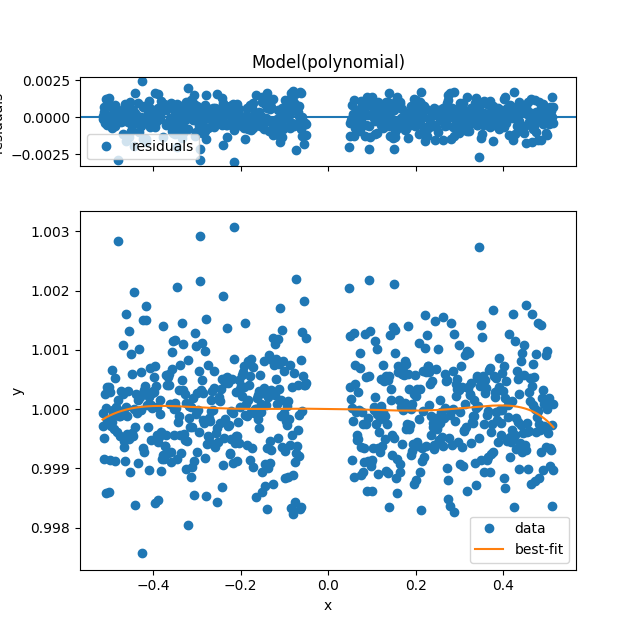 Model(polynomial)
0.0025
0.0000
−0.0025
residuals
residuals
1.003
1.002
1.001
1.000
0.999
0.998
y
data
best-fit
−0.4 −0.2 0.0 0.2 0.4
x